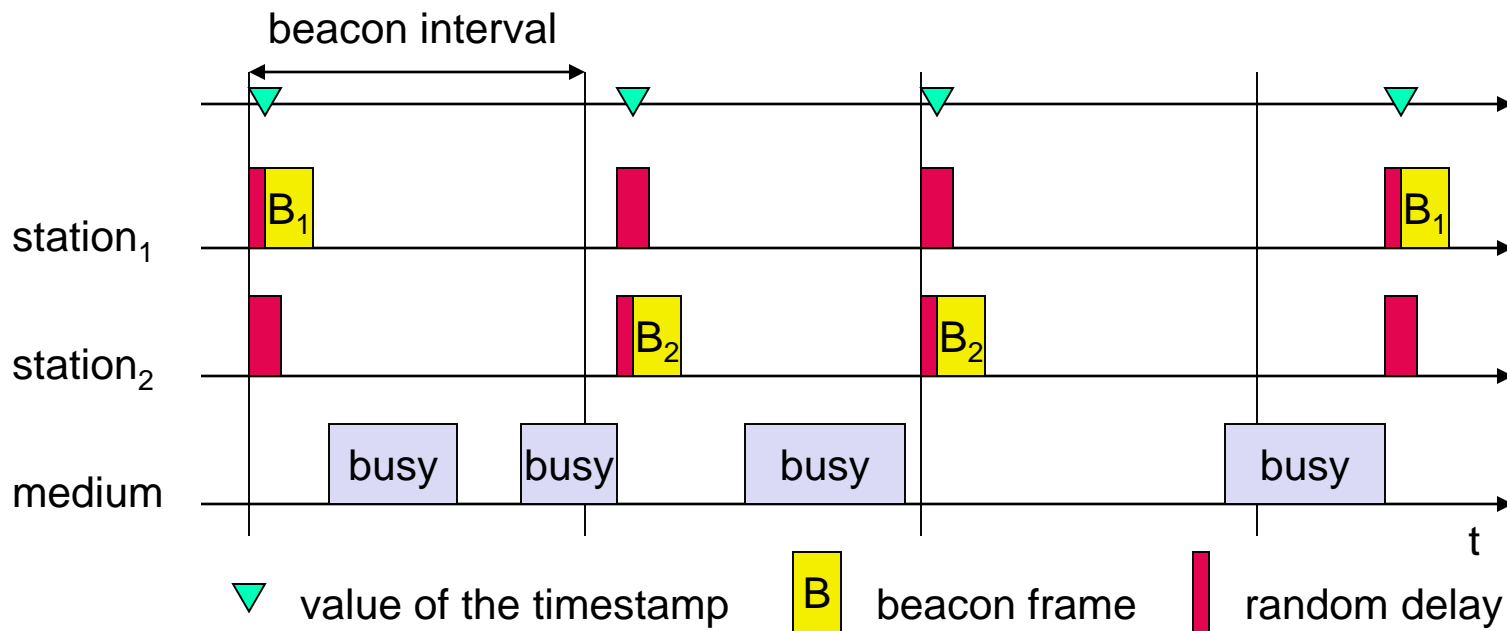 beacon interval
B₁ B₁
station₁
B₂ B₂
station₂
busy busy busy busy
medium
t
value of the timestamp B beacon frame random delay